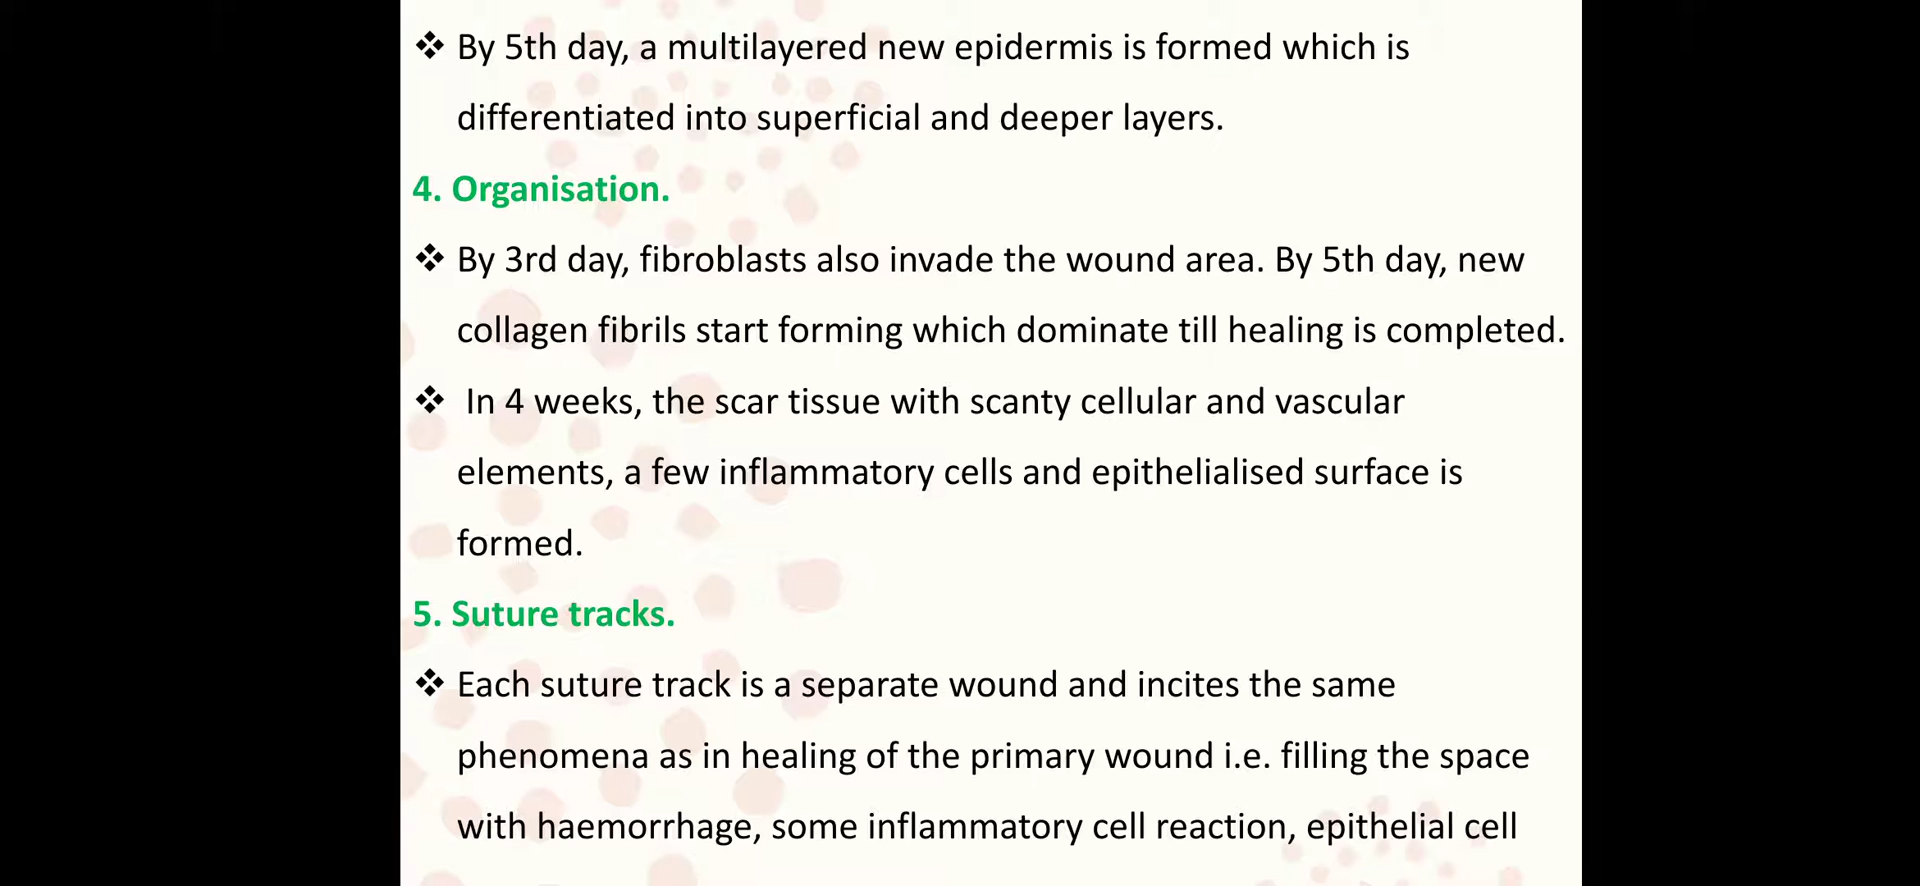 ❖ By 5th day, a multilayered new epidermis is formed which is
differentiated into superficial and deeper layers.
4. Organisation.
❖ By 3rd day, fibroblasts also invade the wound area. By 5th day, new
collagen fibrils start forming which dominate till healing is completed.
❖ In 4 weeks, the scar tissue with scanty cellular and vascular
elements, a few inflammatory cells and epithelialised surface is
formed.
5. Suture tracks.
❖ Each suture track is a separate wound and incites the same
phenomena as in healing of the primary wound i.e. filling the space
with haemorrhage, some inflammatory cell reaction, epithelial cell